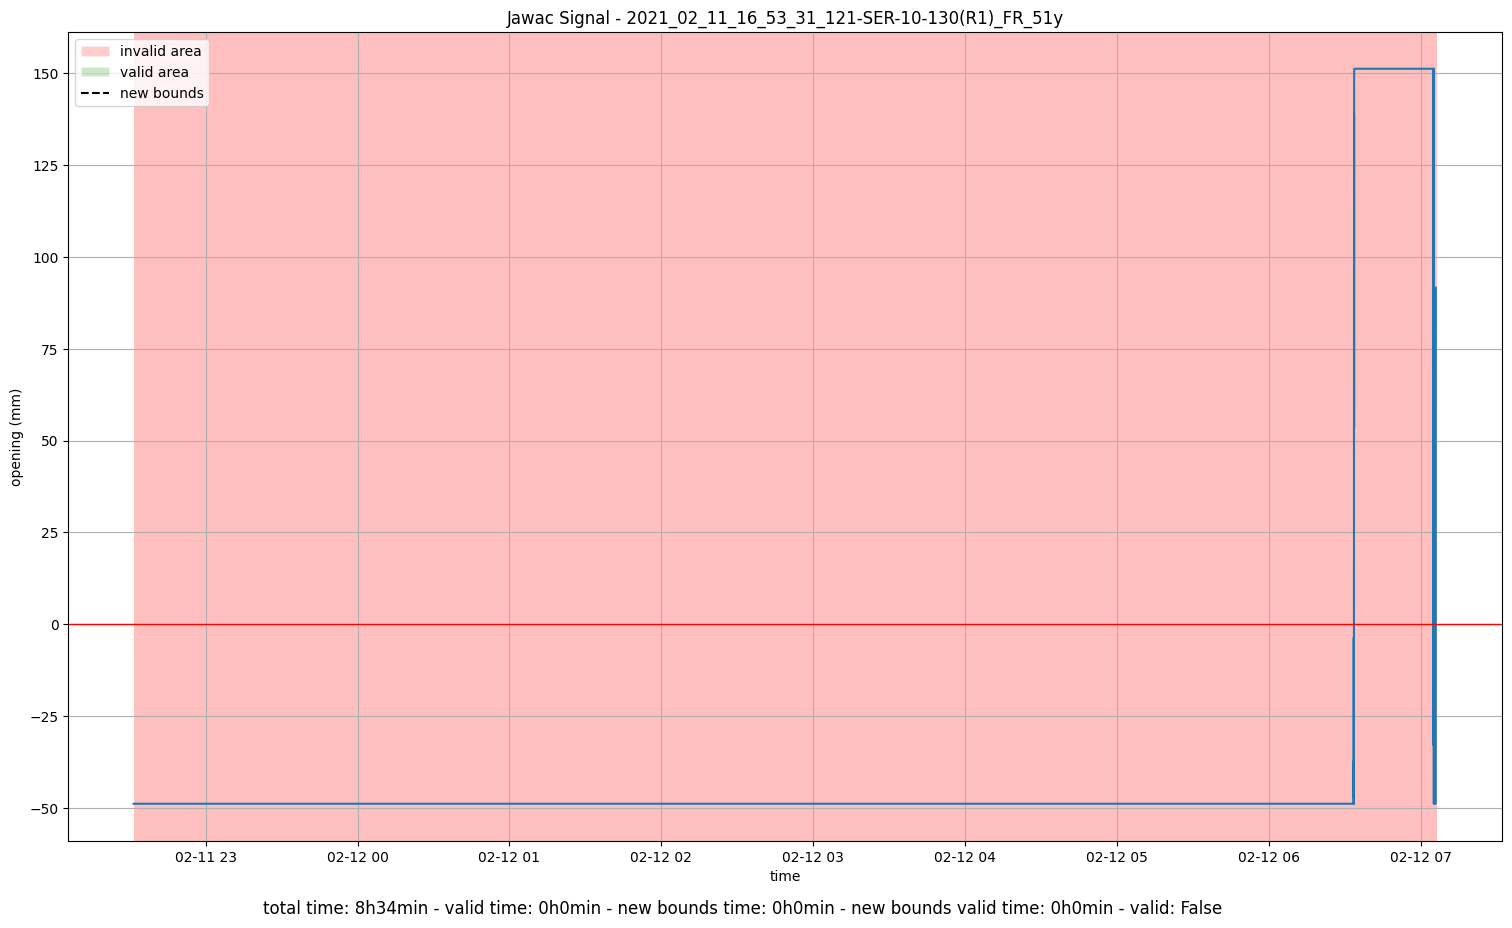 Jawac Signal - 2021_02_11_16_53_31_121-SER-10-130(R1)_FR_51y
invalid area
valid area
new bounds
150
125
100
75
50
25
0
−25
−50
opening (mm)
02-11 23 02-12 00 02-12 01 02-12 02 02-12 03 02-12 04 02-12 05 02-12 06 02-12 07
time
total time: 8h34min - valid time: 0h0min - new bounds time: 0h0min - new bounds valid time: 0h0min - valid: False